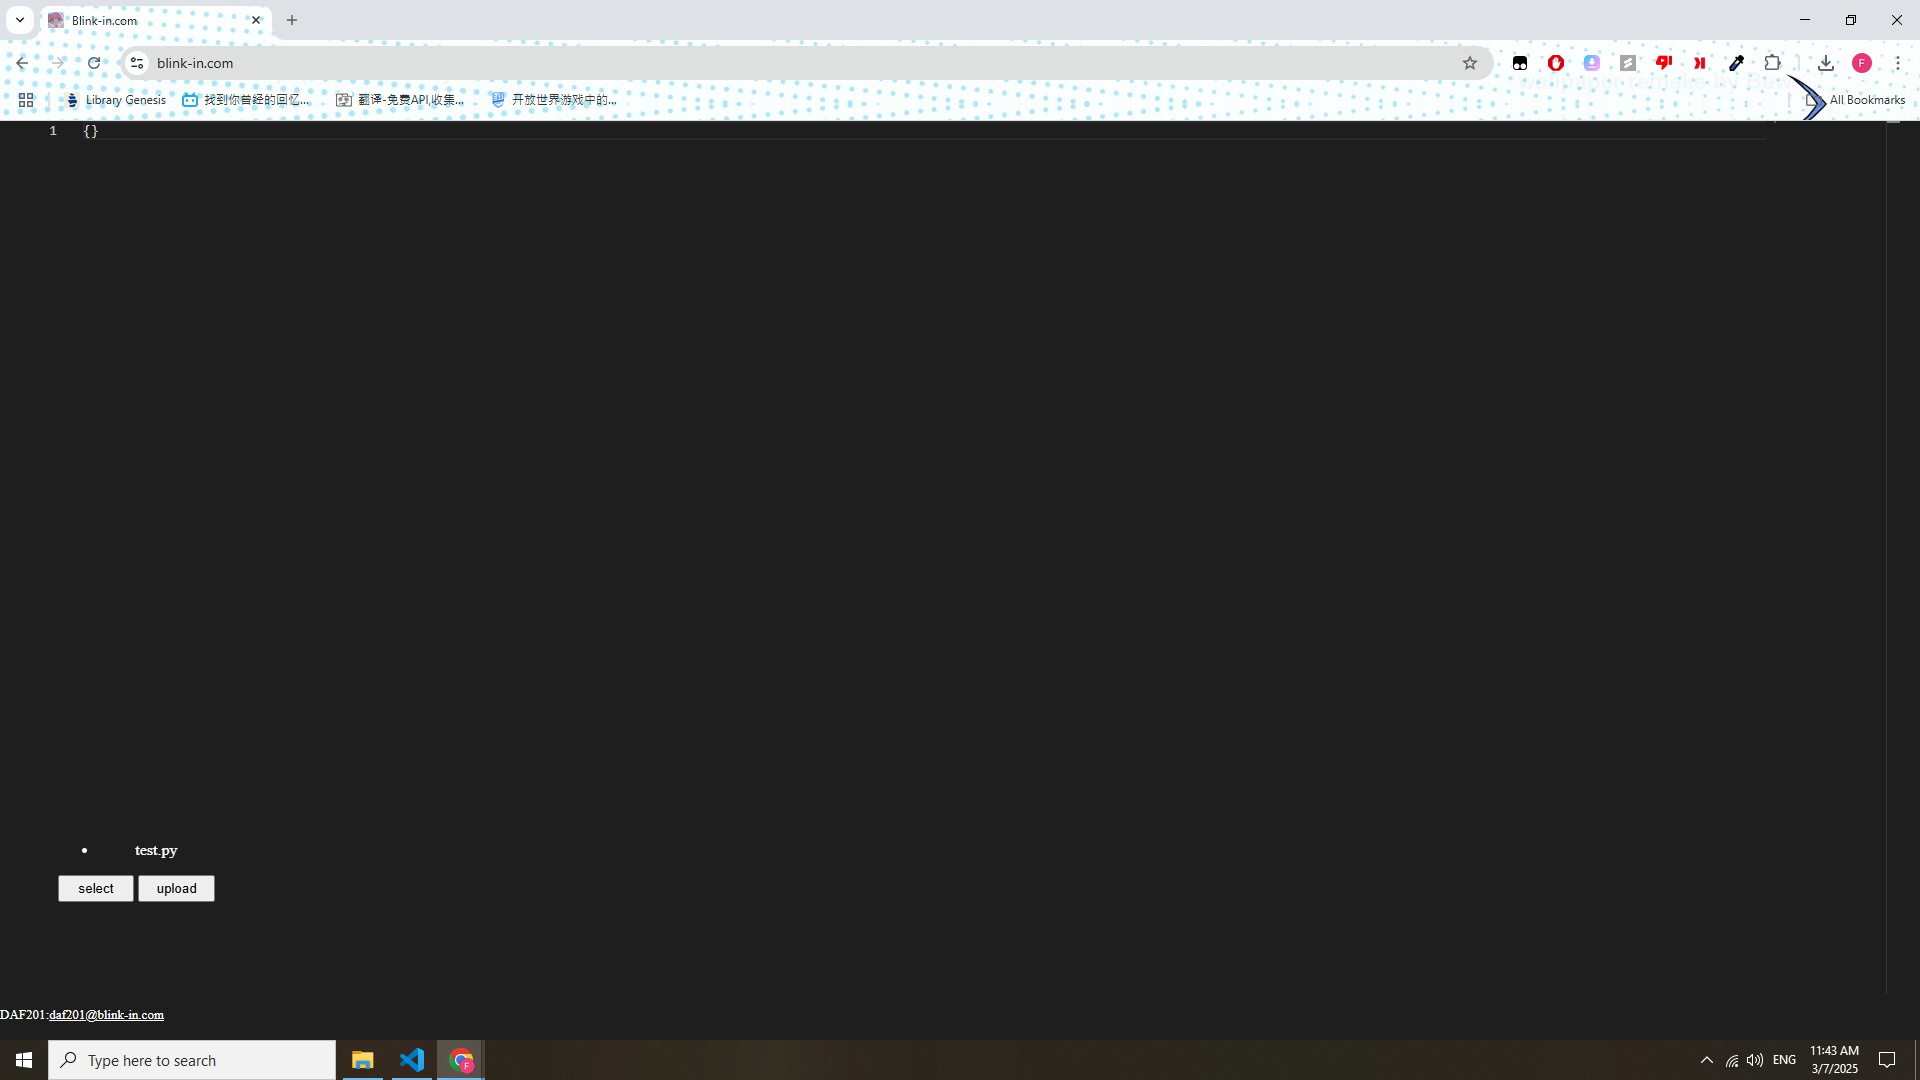 Blink-in.com
blink-in.com
Library Genesis
找到你曾经的回忆...
翻译-免费API,收集...
开放世界游戏中的...
All Bookmarks
1 {}
test.py
select
upload
DAF201:daf201@blink-in.com
Type here to search
ENG
11:43 AM
3/7/2025
F